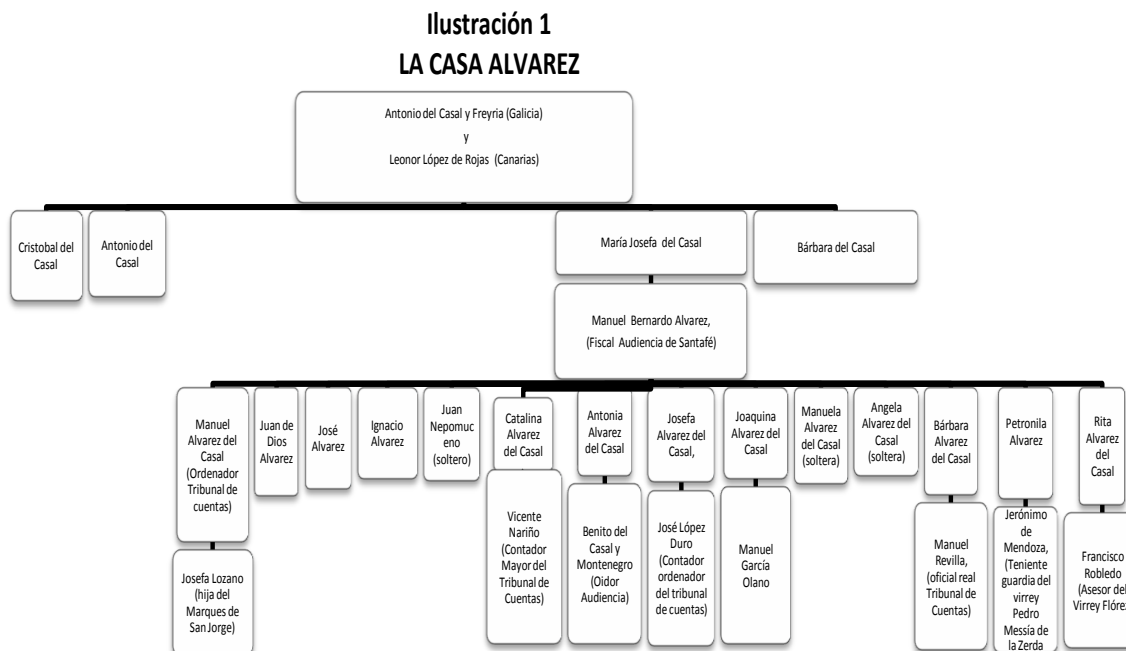 Ilustración 1
LA CASA ALVAREZ
Antonio del Casal y Freyria (Galicia)
y
Leonor López de Rojas (Canarias)
Cristobal del
Casal
Antonio del
Casal
María Josefa del Casal
Bárbara del Casal
Manuel Bernardo Alvarez,
(Fiscal Audiencia de Santafé)
Manuel
Alvarez del
Casal
(Ordenador
Tribunal de
cuentas)
Juan de
Dios
Alvarez
José
Alvarez
Ignacio
Alvarez
Juan
Nepomuc
eno
(soltero)
Catalina
Alvarez
del Casal
Antonia
Alvarez
del Casal
Josefa
Alvarez del
Casal,
Joaquina
Alvarez del
Casal
Manuela
Alvarez
del Casal
(soltera)
Angela
Alvarez del
Casal
(soltera)
Bárbara
Alvarez
del Casal
Petronila
Alvarez
Rita
Alvarez
del
Casal
Josefa Lozano
(hija del
Marques de
San Jorge)
Vicente
Nariño
(Contador
Mayor del
Tribunal de
Cuentas)
Benito del
Casal y
Montenegro
(Oidor
Audiencia)
José López
Duro
(Contador
ordenador
del tribunal
de cuentas)
Manuel
García
Olano
Manuel
Revilla,
(oficial real
Tribunal de
Cuentas)
Jerónimo
de
Mendoza,
(Teniente
guardia del
virrey
Pedro
Messía de
la Zerda
Francisco
Robledo
(Asesor del
Virrey Flórez